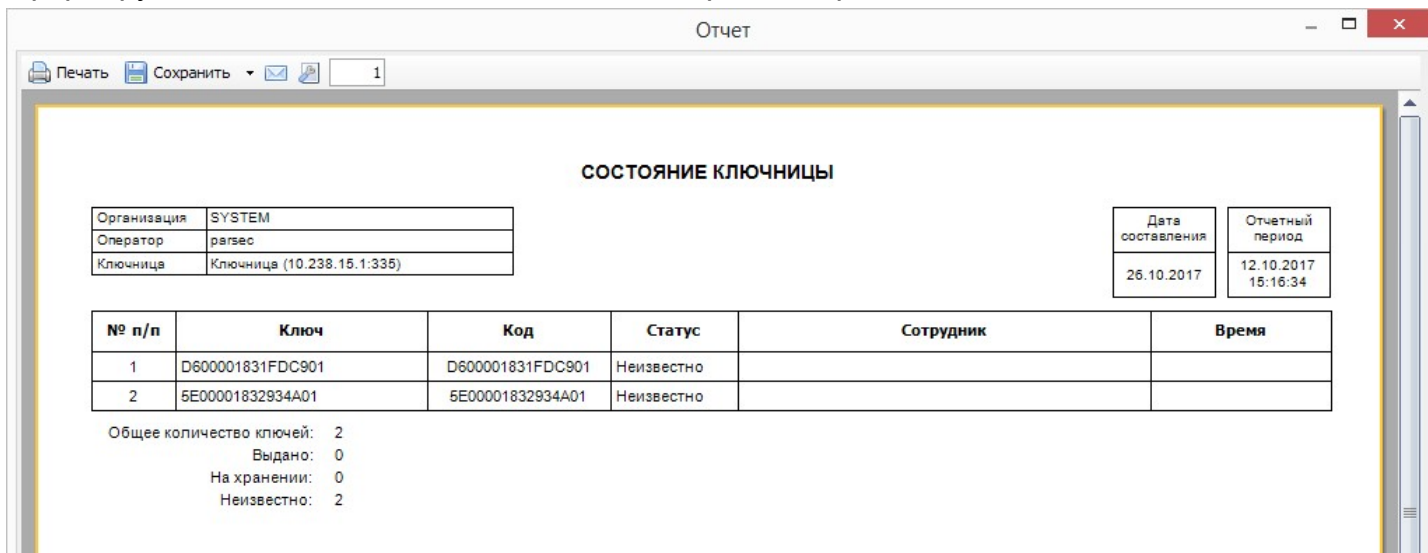 Отчет
Печать Сохранить 1
СОСТОЯНИЕ КЛЮЧНИЦЫ
Организация SYSTEM
Оператор parsec
Ключница Ключница (10.238.15.1:335)
Дата составления
26.10.2017
Отчетный период
12.10.2017 15:16:34
№ п/п Ключ Код Статус Сотрудник Время
1 D600001831FDC901 D600001831FDC901 Неизвестно
2 5E00001832934A01 5E00001832934A01 Неизвестно
Общее количество ключей: 2
Выдано: 0
На хранении: 0
Неизвестно: 2